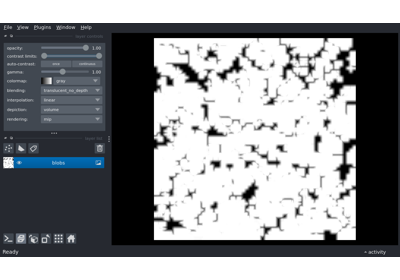 File View Plugins Window Help
opacity: 1.00
contrast limits:
auto-contrast: once continuous
gamma: 1.00
colormap: gray
blending: translucent_no_depth
interpolation: linear
depiction: volume
rendering: mip
blobs
Ready
activity